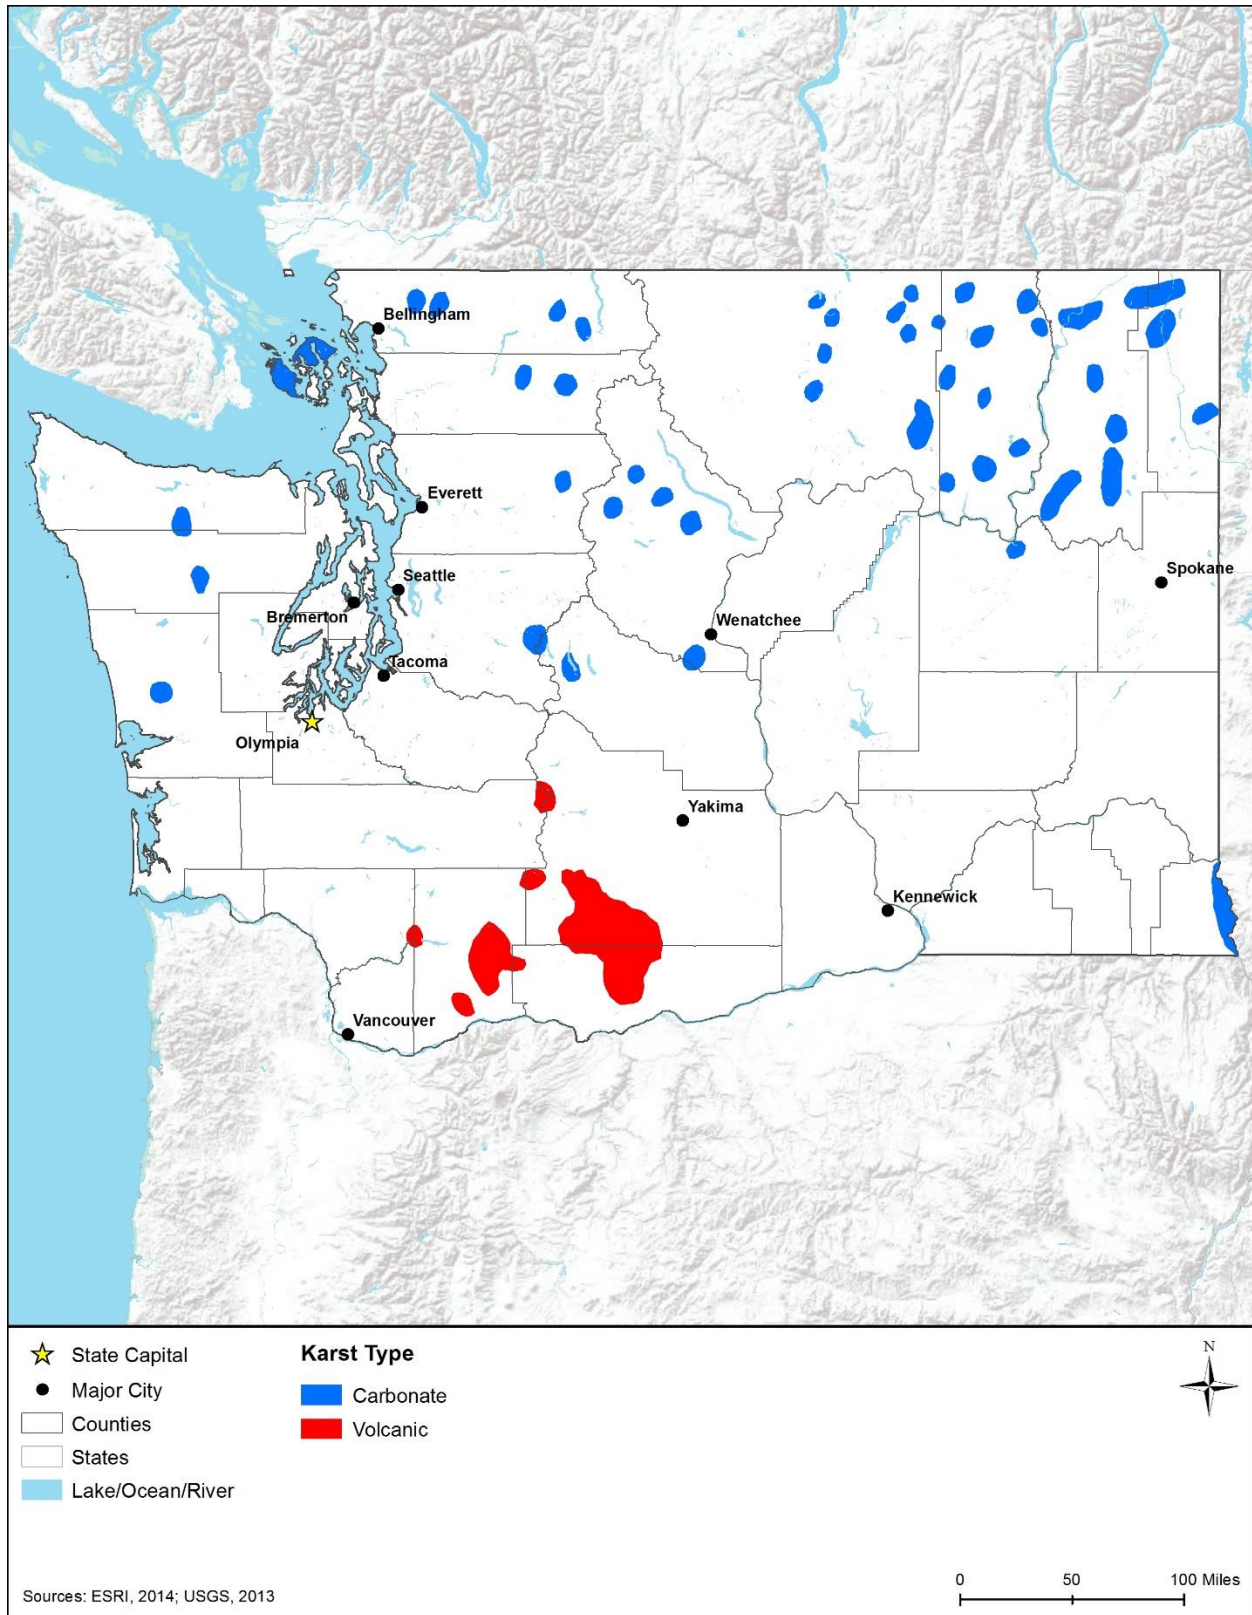 Bellingham
Everett
Seattle
Bremerton
Spokane
Wenatchee
Tacoma
Olympia
Yakima
Kennewick
Vancouver
State Capital
Major City
Counties
States
Lake/Ocean/River
Karst Type
Carbonate
Volcanic
N
Sources: ESRI, 2014; USGS, 2013
0 50 100 Miles